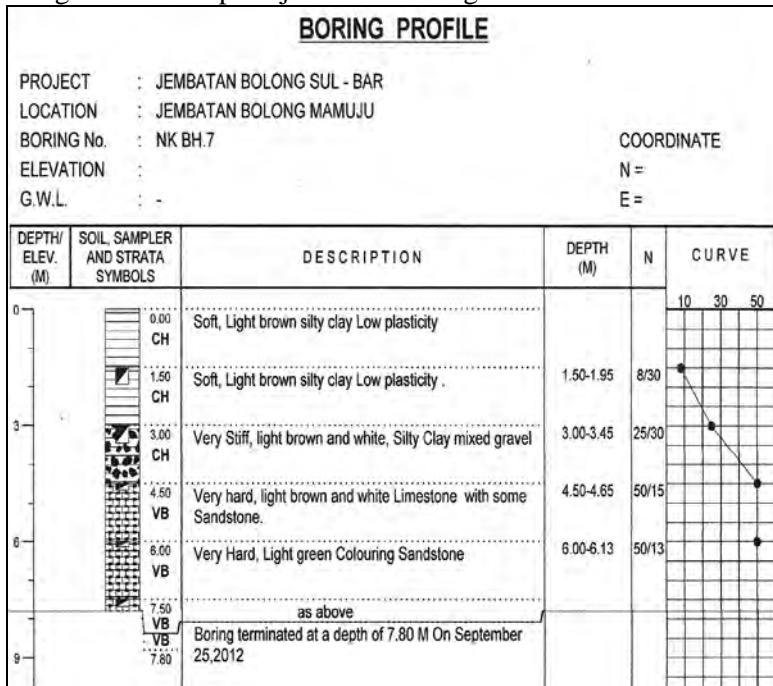 BORING PROFILE
PROJECT : JEMBATAN BOLONG SUL - BAR
LOCATION : JEMBATAN BOLONG MAMUJU
BORING No. : NK BH.7 COORDINATE
ELEVATION : N =
G.W.L. : - E =
DEPTH/ ELEV. (M) SOIL, SAMPLER AND STRATA SYMBOLS DESCRIPTION DEPTH (M) N CURVE
10 30 50
0 0.00 Soft, Light brown silty clay Low plasticity
CH
1.50 Soft, Light brown silty clay Low plasticity . 1.50-1.95 8/30
CH
3 3.00 Very Stiff, light brown and white, Silty Clay mixed gravel 3.00-3.45 25/30
CH
4.50 Very hard, light brown and white Limestone with some 4.50-4.65 50/15
VB Sandstone.
6 6.00 Very Hard, Light green Colouring Sandstone 6.00-6.13 50/13
VB
7.50 as above
VB
VB Boring terminated at a depth of 7.80 M On September
9 7.80 25,2012